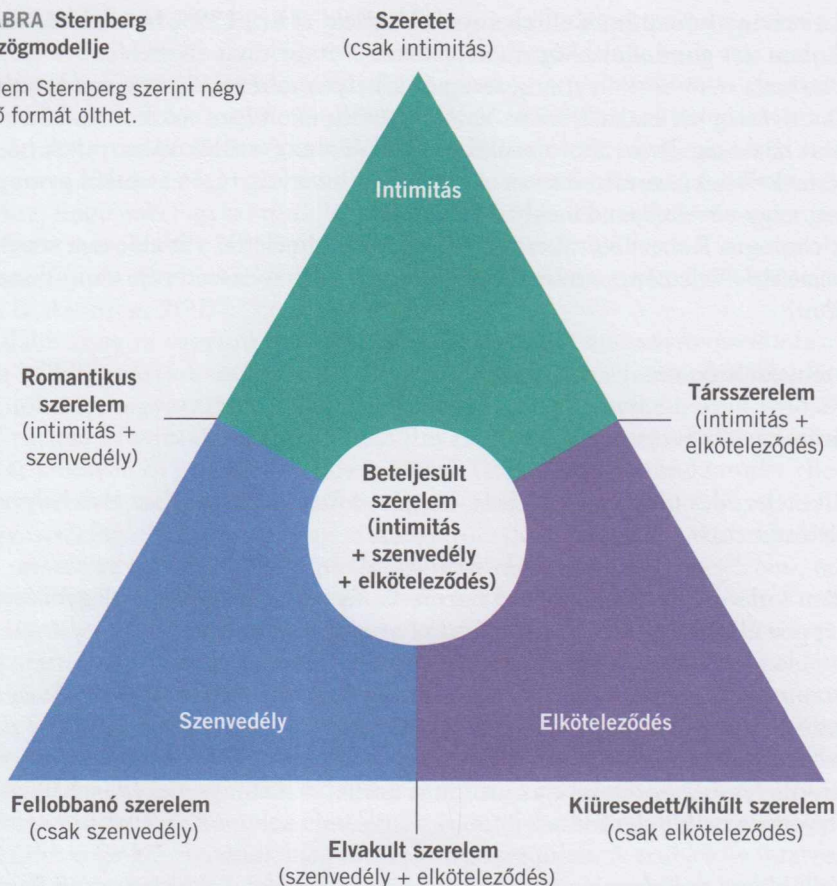 ÁBRA Sternberg
zögmodellje
em Sternberg szerint négy
ő formát ölthet.
Szeretet
(csak intimitás)
Intimitás
Romantikus
szerelem
(intimitás +
szenvedély)
Társszerelem
(intimitás +
elköteleződés)
Beteljesült
szerelem
(intimitás
+ szenvedély
+ elköteleződés)
Szenvedély
Elköteleződés
Fellobbanó szerelem
(csak szenvedély)
Kiüresedett/kihűlt szerelem
(csak elköteleződés)
Elvakult szerelem
(szenvedély + elköteleződés)